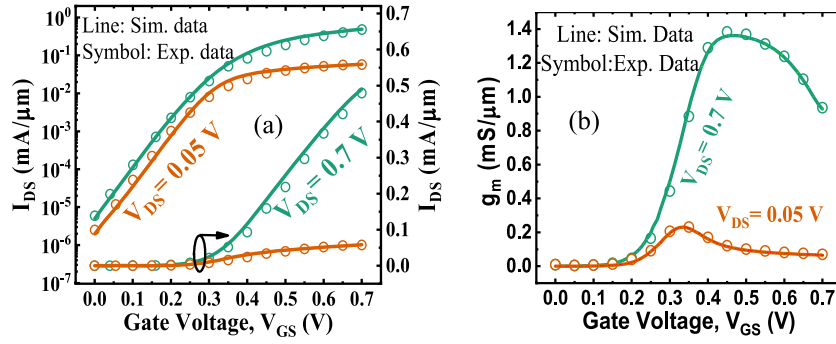 Line: Sim. data
Symbol: Exp. data
10⁰
10⁻¹
10⁻²
10⁻³
10⁻⁴
10⁻⁵
10⁻⁶
10⁻⁷
I_DS (mA/μm)
(a)
V_DS = 0.05 V
V_DS = 0.7 V
0.7
0.6
0.5
0.4
0.3
0.2
0.1
0.0
I_DS (mA/μm)
0.0 0.1 0.2 0.3 0.4 0.5 0.6 0.7
Gate Voltage, V_GS (V)
Line: Sim. Data
Symbol:Exp. Data
1.4
1.2
1.0
0.8
0.6
0.4
0.2
0.0
g_m (mS/μm)
(b)
V_DS = 0.7 V
V_DS= 0.05 V
0.0 0.1 0.2 0.3 0.4 0.5 0.6 0.7
Gate Voltage, V_GS (V)